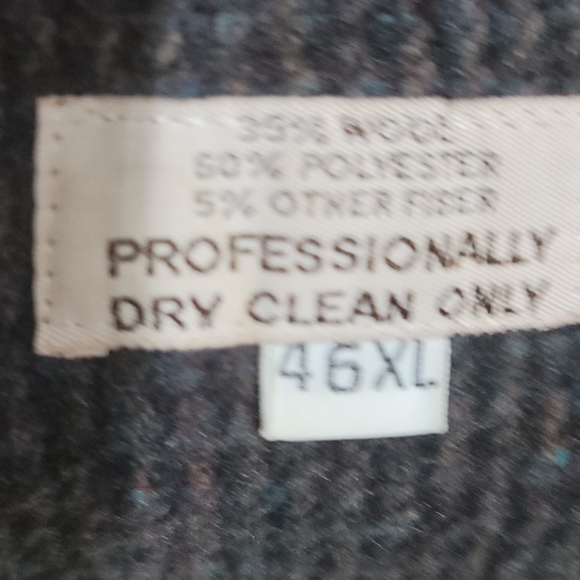 35% WOOL
60% POLYESTER
5% OTHER FIBER
PROFESSIONALLY
DRY CLEAN ONLY
46XL